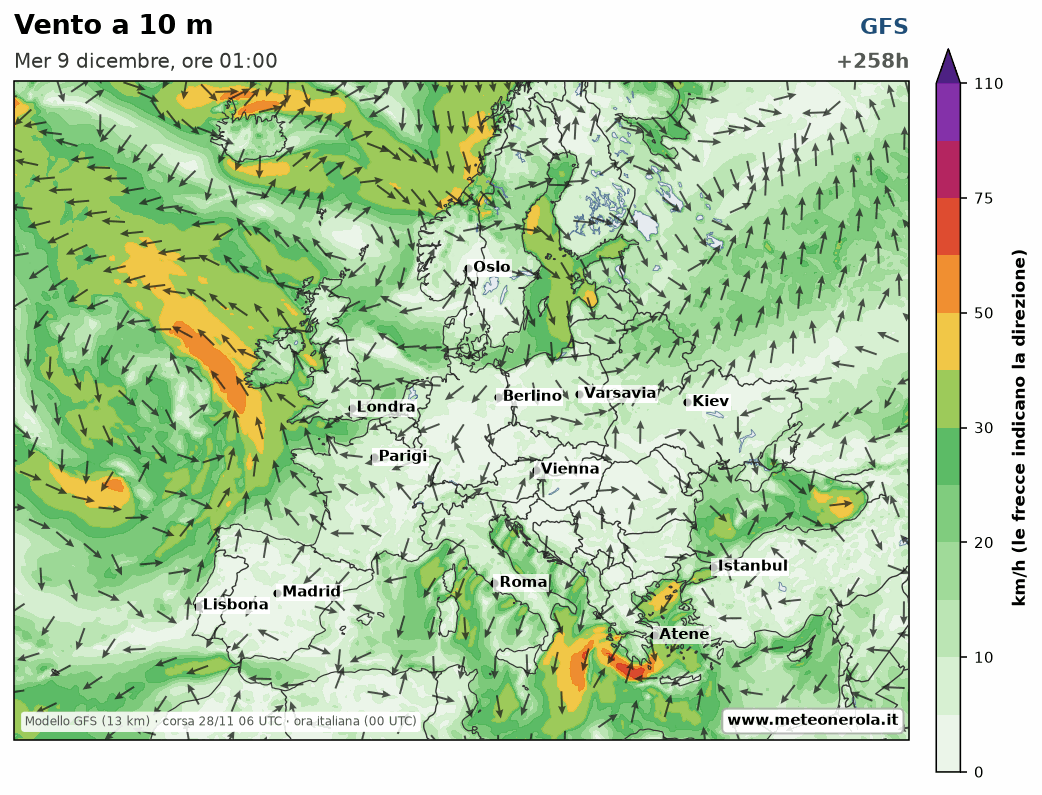 Vento a 10 m
GFS
Mer 9 dicembre, ore 01:00
+258h
110
75
50
30
20
10
0
km/h (le frecce indicano la direzione)
Oslo
Berlino
Varsavia
Kiev
Londra
Parigi
Vienna
Istanbul
Roma
Madrid
Lisbona
Atene
Modello GFS (13 km) · corsa 28/11 06 UTC · ora italiana (00 UTC)
www.meteonerola.it